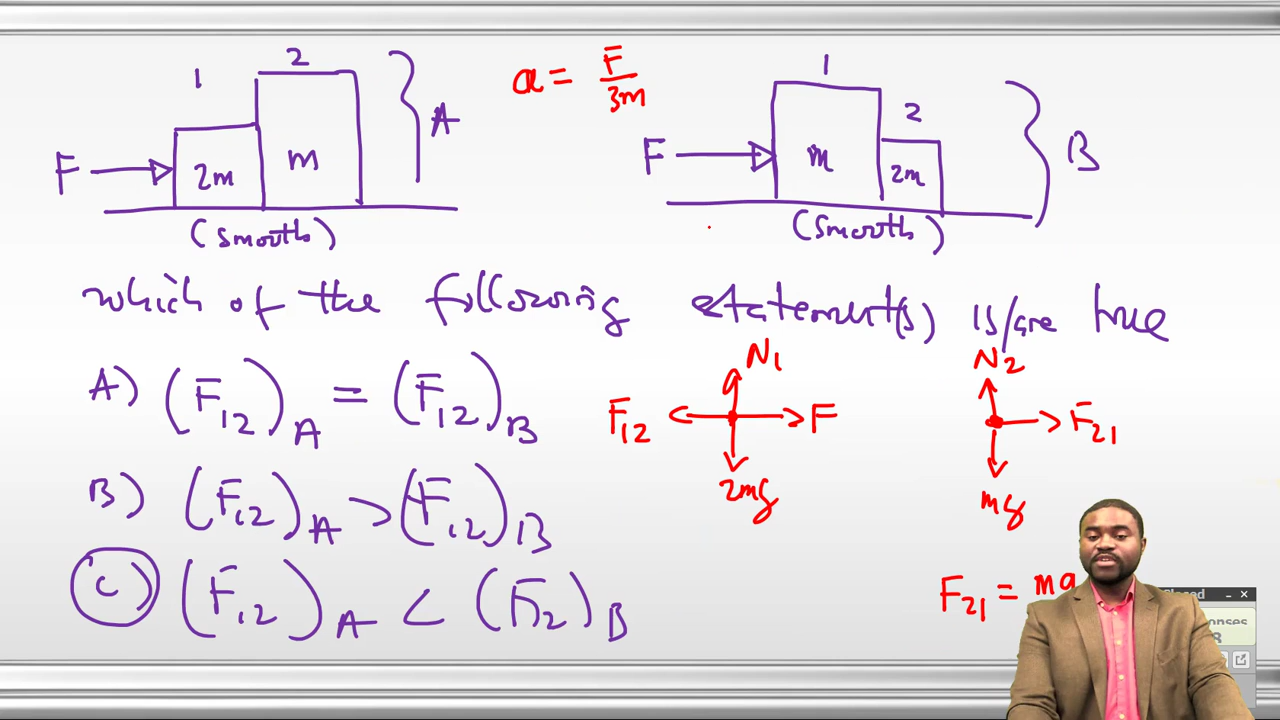 1 2
F 2m m A
(smooth)
a = F/3m
1 2
F m 2m B
(smooth)
which of the following statement(s) is/are true
A) (F12)A = (F12)B
B) (F12)A > (F12)B
C) (F12)A < (F12)B
N1
F12 F
2mg
N2
F21
mg
F21 = ma